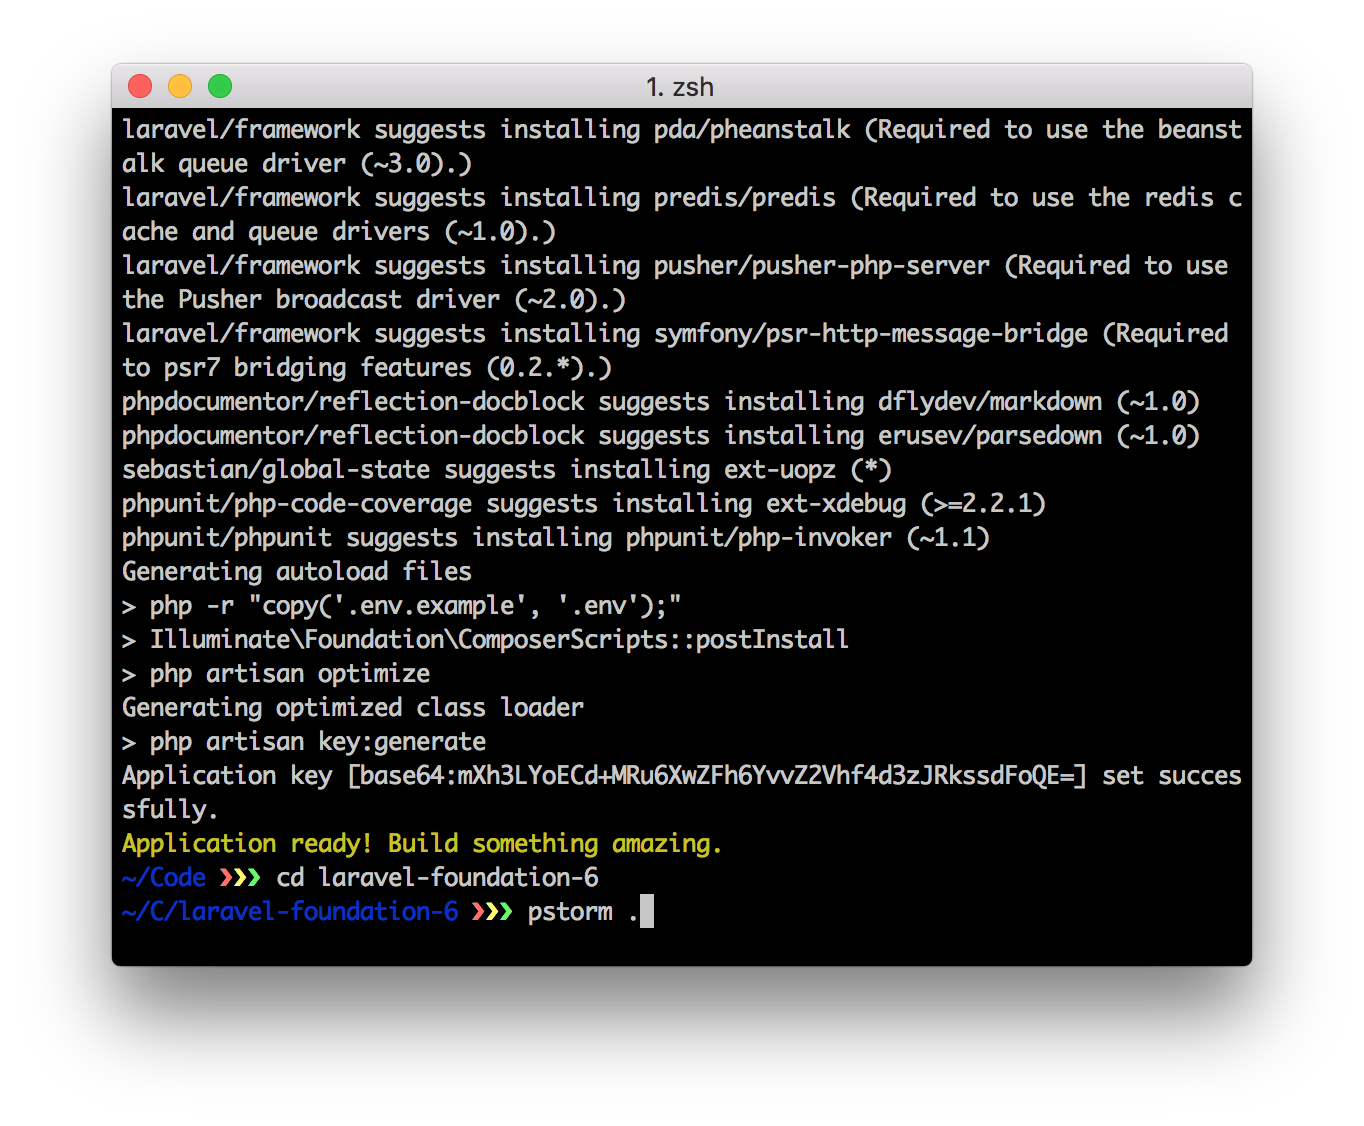 1. zsh
laravel/framework suggests installing pda/pheanstalk (Required to use the beanst
alk queue driver (~3.0).)
laravel/framework suggests installing predis/predis (Required to use the redis c
ache and queue drivers (~1.0).)
laravel/framework suggests installing pusher/pusher-php-server (Required to use
the Pusher broadcast driver (~2.0).)
laravel/framework suggests installing symfony/psr-http-message-bridge (Required
to psr7 bridging features (0.2.*).)
phpdocumentor/reflection-docblock suggests installing dflydev/markdown (~1.0)
phpdocumentor/reflection-docblock suggests installing erusev/parsedown (~1.0)
sebastian/global-state suggests installing ext-uopz (*)
phpunit/php-code-coverage suggests installing ext-xdebug (>=2.2.1)
phpunit/phpunit suggests installing phpunit/php-invoker (~1.1)
Generating autoload files
> php -r "copy('.env.example', '.env');"
> Illuminate\Foundation\ComposerScripts::postInstall
> php artisan optimize
Generating optimized class loader
> php artisan key:generate
Application key [base64:mXh3LYoECd+MRu6XwZFh6YvvZ2Vhf4d3zJRkssdFoQE=] set succes
sfully.
Application ready! Build something amazing.
~/Code ❯❯❯ cd laravel-foundation-6
~/C/laravel-foundation-6 ❯❯❯ pstorm .